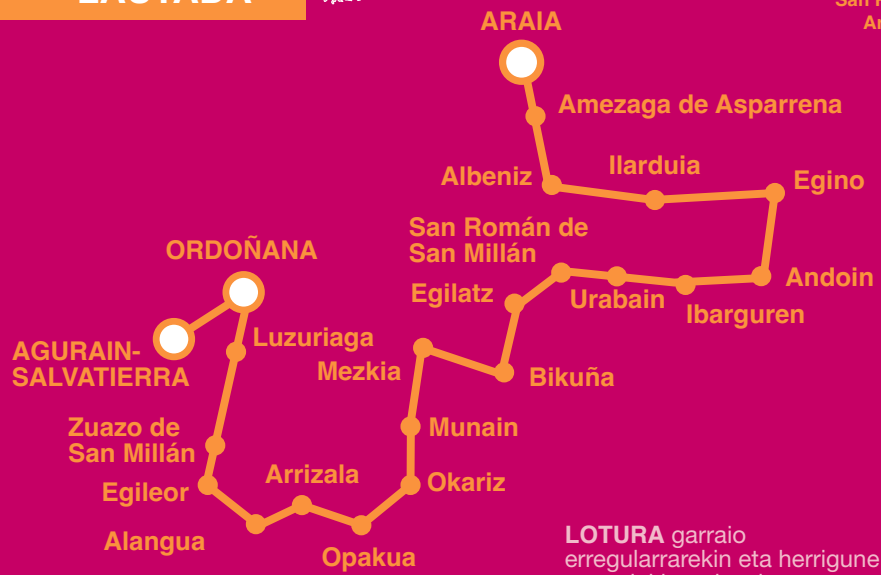 LAUTADA
ARAIA
Amezaga de Asparrena
Albeniz
Ilarduia
Egino
San Román de
San Millán
Andoin
Egilatz
Urabain
Ibarguren
ORDOÑANA
Luzuriaga
AGURAIN-
SALVATIERRA
Mezkia
Bikuña
Zuazo de
San Millán
Munain
Egileor
Arrizala
Okariz
Alangua
Opakua
LOTURA garraio
erregularrarekin eta herrigune